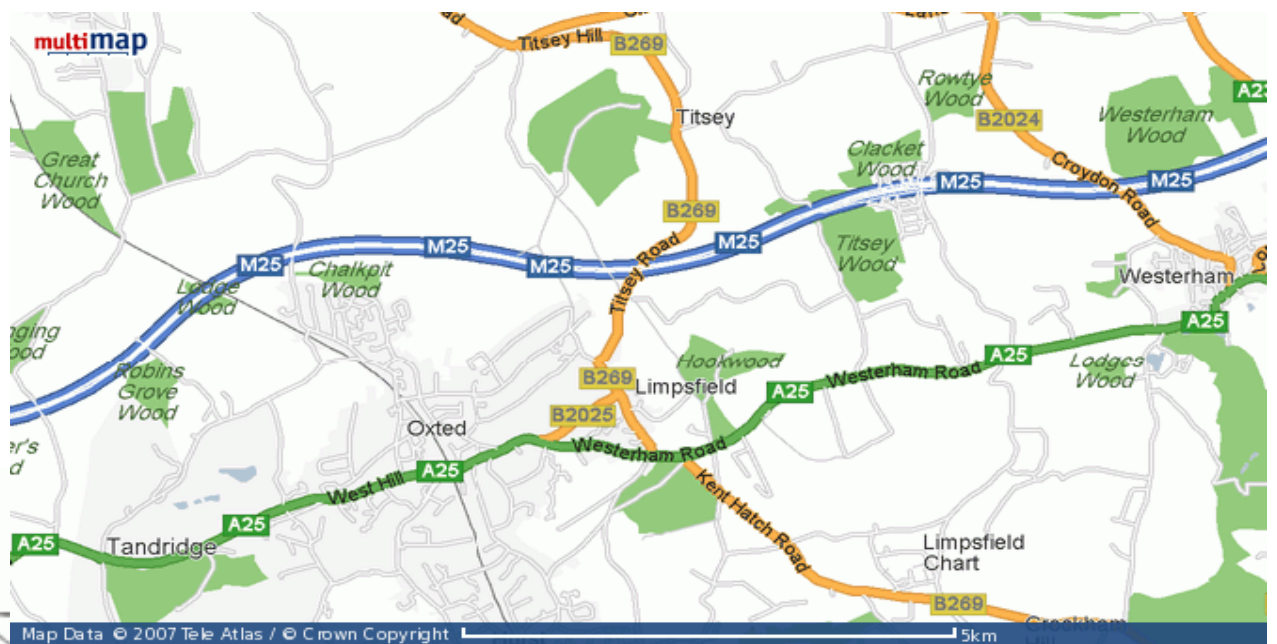 multimap
Titsey Hill
B269
Titsey
Rowtye
Wood
B2024
Westerham
Wood
Great
Church
Wood
Clacket
Wood
Croydon Road
M25
M25
B269
M25
M25
M25
M25
Titsey Road
Titsey
Wood
Chalkpit
Wood
Lodge
Wood
Westerham
A25
Robins
Grove
Wood
Hookwood
A25
Lodges
Wood
B269
Limpsfield
A25
Westerham Road
B2025
Oxted
Westerham Road
A25
West Hill
Kent Hatch Road
A25
A25
Tandridge
Limpsfield
Chart
B269
Map Data © 2007 Tele Atlas / © Crown Copyright
5km